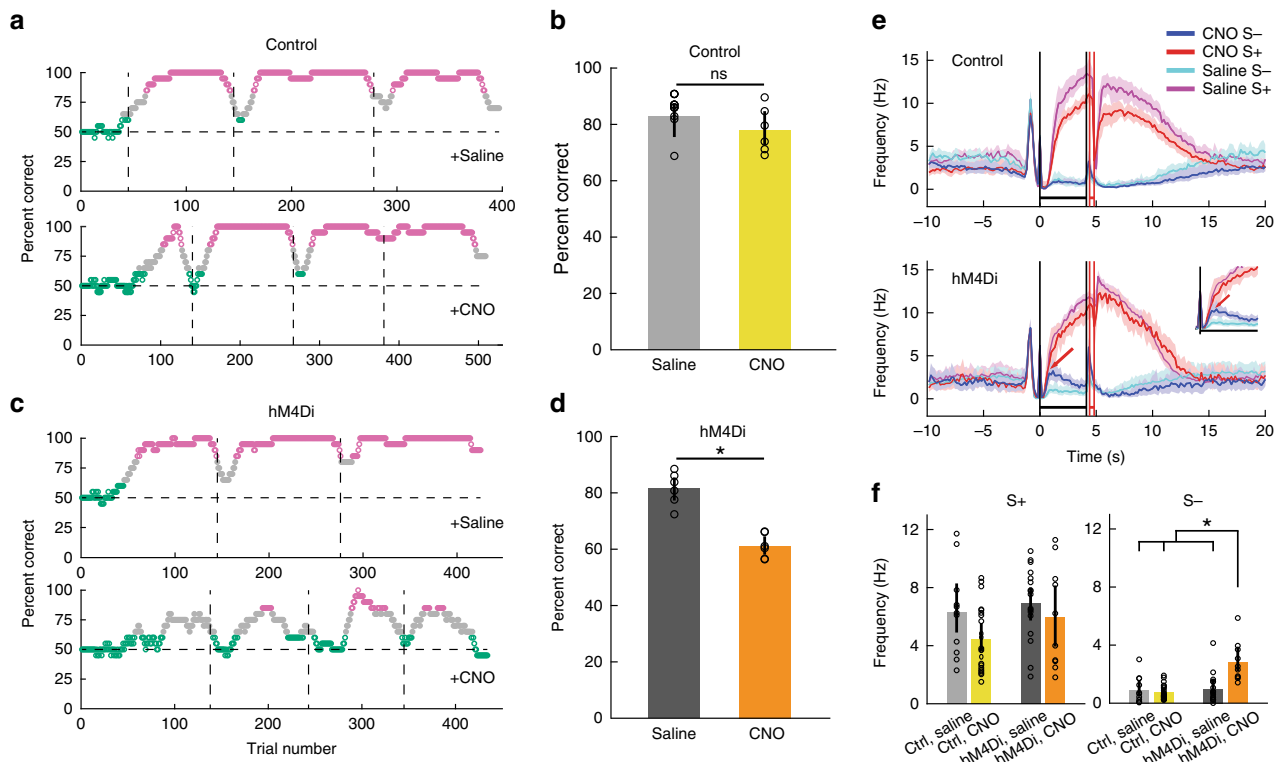 a
Control
Percent correct
100
75
50
25
0
+Saline
0
100
200
300
400
100
75
50
25
0
+CNO
0
100
200
300
400
500
b
Control
ns
Percent correct
100
80
60
40
20
0
Saline
CNO
c
hM4Di
Percent correct
100
75
50
25
0
+Saline
0
100
200
300
400
100
75
50
25
0
+CNO
0
100
200
300
400
Trial number
d
hM4Di
*
Percent correct
100
80
60
40
20
0
Saline
CNO
e
CNO S−
CNO S+
Saline S−
Saline S+
Control
Frequency (Hz)
15
10
5
0
−10
−5
0
5
10
15
20
hM4Di
Frequency (Hz)
15
10
5
0
−10
−5
0
5
10
15
20
Time (s)
f
S+
Frequency (Hz)
12
8
4
0
Ctrl, saline
Ctrl, CNO
hM4Di, saline
hM4Di, CNO
S−
*
12
8
4
0
Ctrl, saline
Ctrl, CNO
hM4Di, saline
hM4Di, CNO